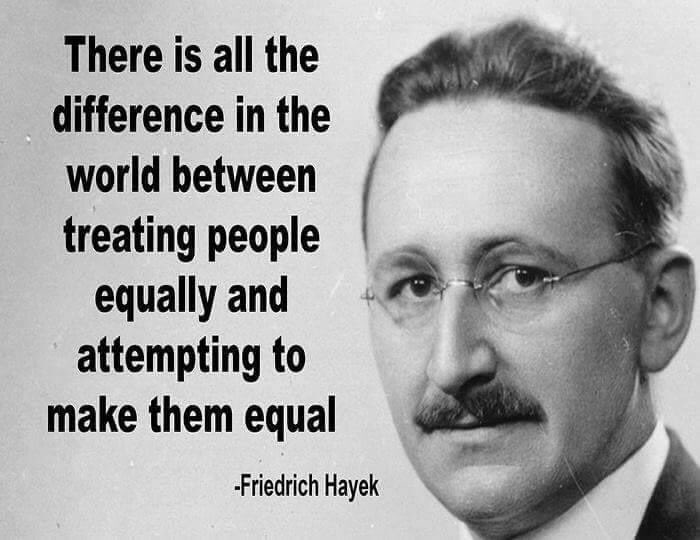 There is all the
difference in the
world between
treating people
equally and
attempting to
make them equal
-Friedrich Hayek